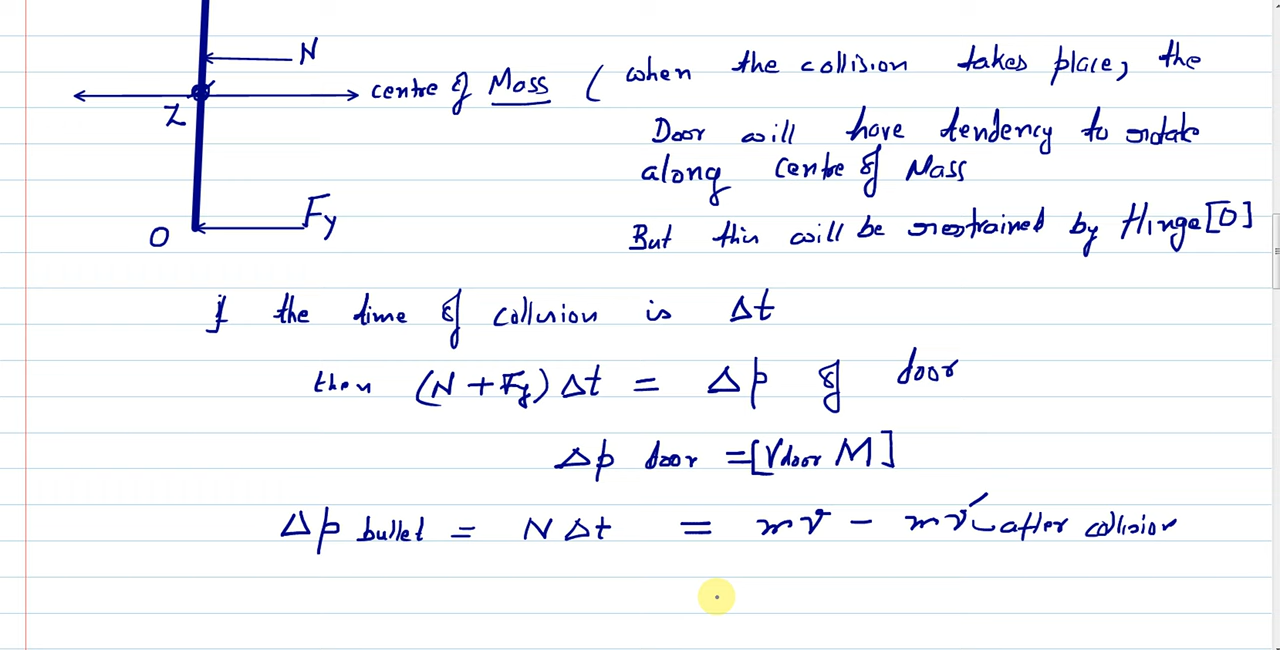 N
centre of Mass ( when the collision takes place, the
Z
Door will have tendency to rotate
along Centre of Mass
Fy
O
But this will be restrained by Hinge[O]
if the time of collision is Δt
then (N + Fy) Δt = Δp of door
Δp door = [Vdoor M]
Δp bullet = N Δt = mv - mv' after collision